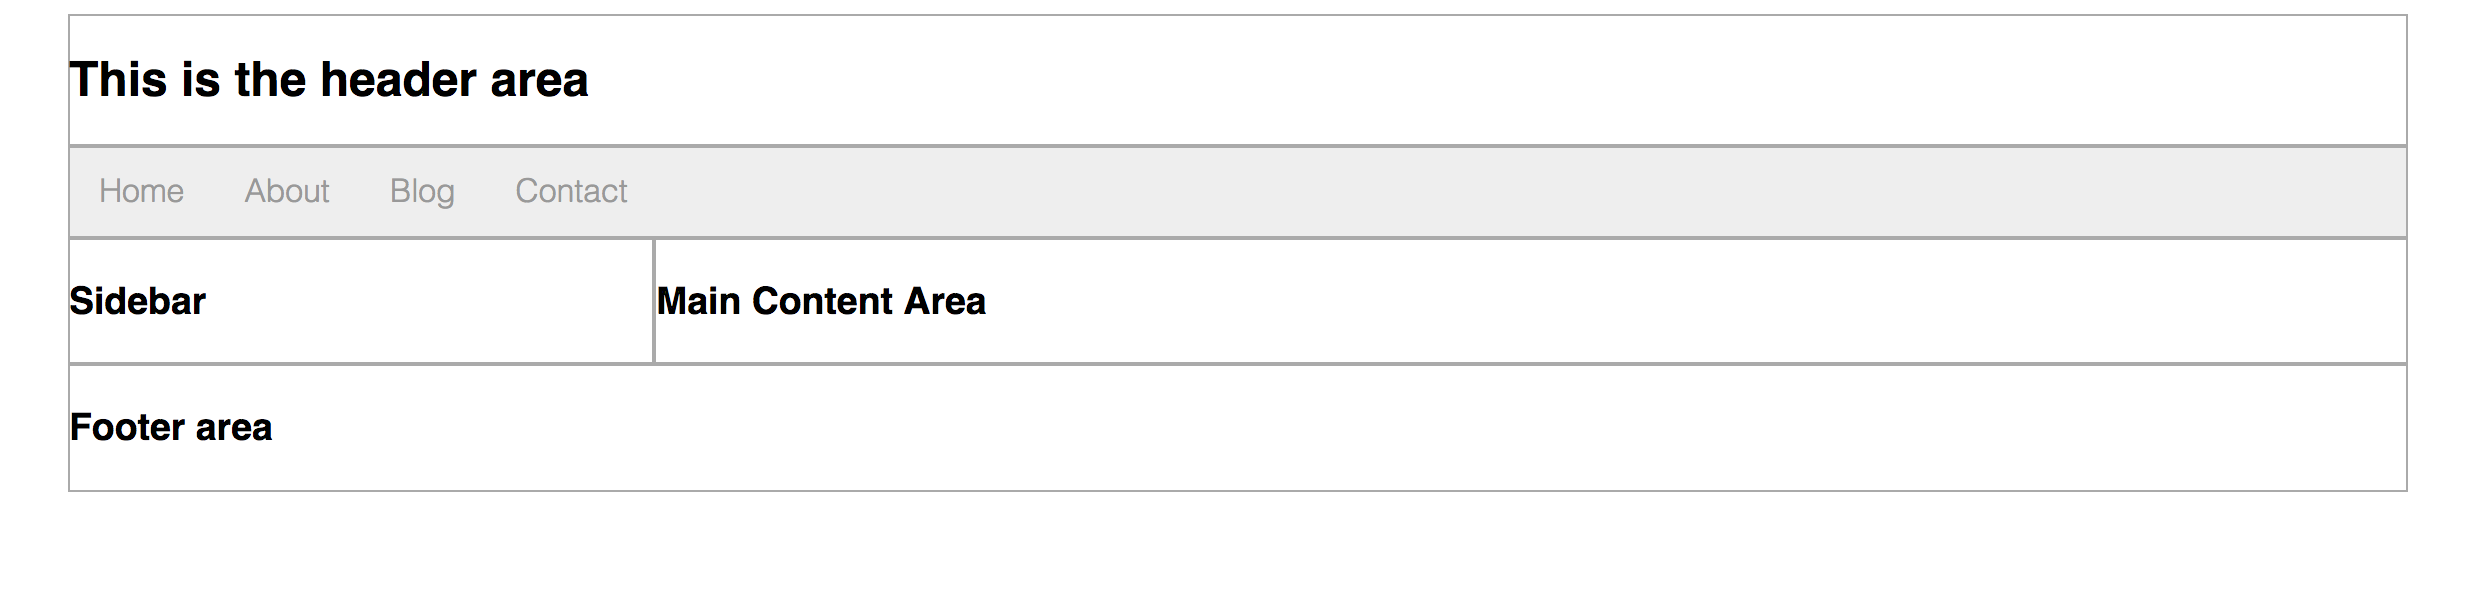 This is the header area
Home About Blog Contact
Sidebar
Main Content Area
Footer area